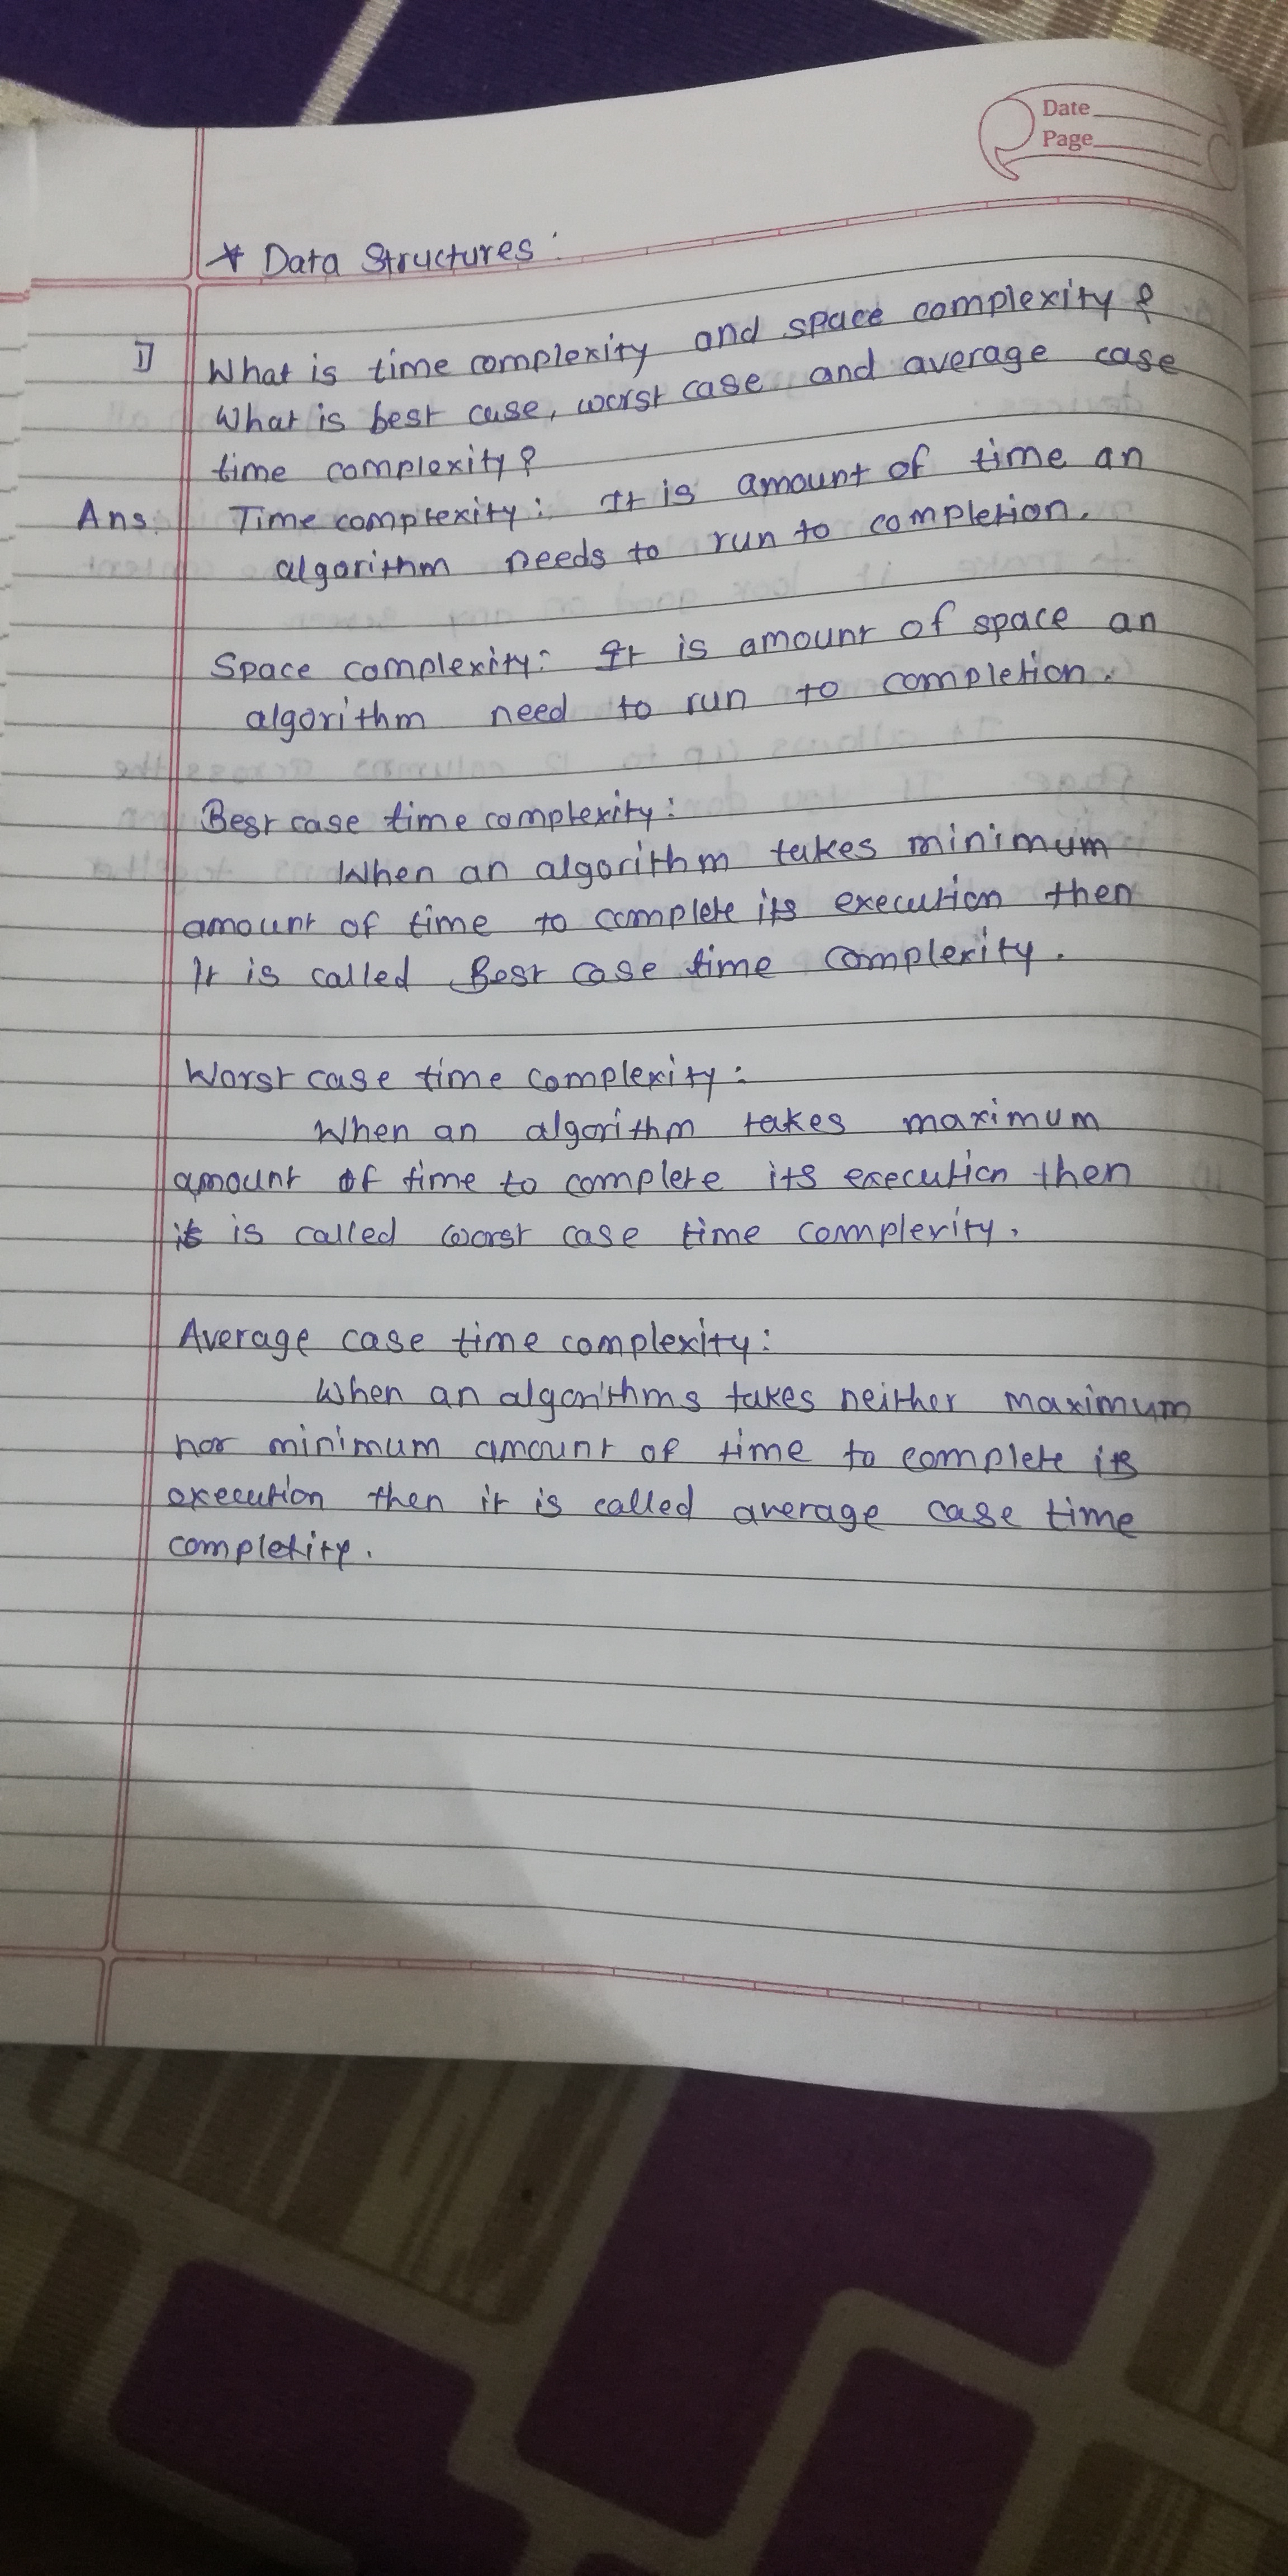 Date
Page
* Data Structures:
1] What is time complexity and space complexity?
What is best case, worst case and average case
time complexity?
Ans. Time complexity: It is amount of time an
algorithm needs to run to completion.
Space complexity: It is amount of space an
algorithm need to run to completion.
Best case time complexity:
When an algorithm takes minimum
amount of time to complete its execution then
It is called Best case time complexity.
Worst case time complexity:
When an algorithm takes maximum
amount of time to complete its execution then
it is called worst case time complexity.
Average case time complexity:
When an algorithms takes neither maximum
nor minimum amount of time to complete its
execution then it is called average case time
complexity.